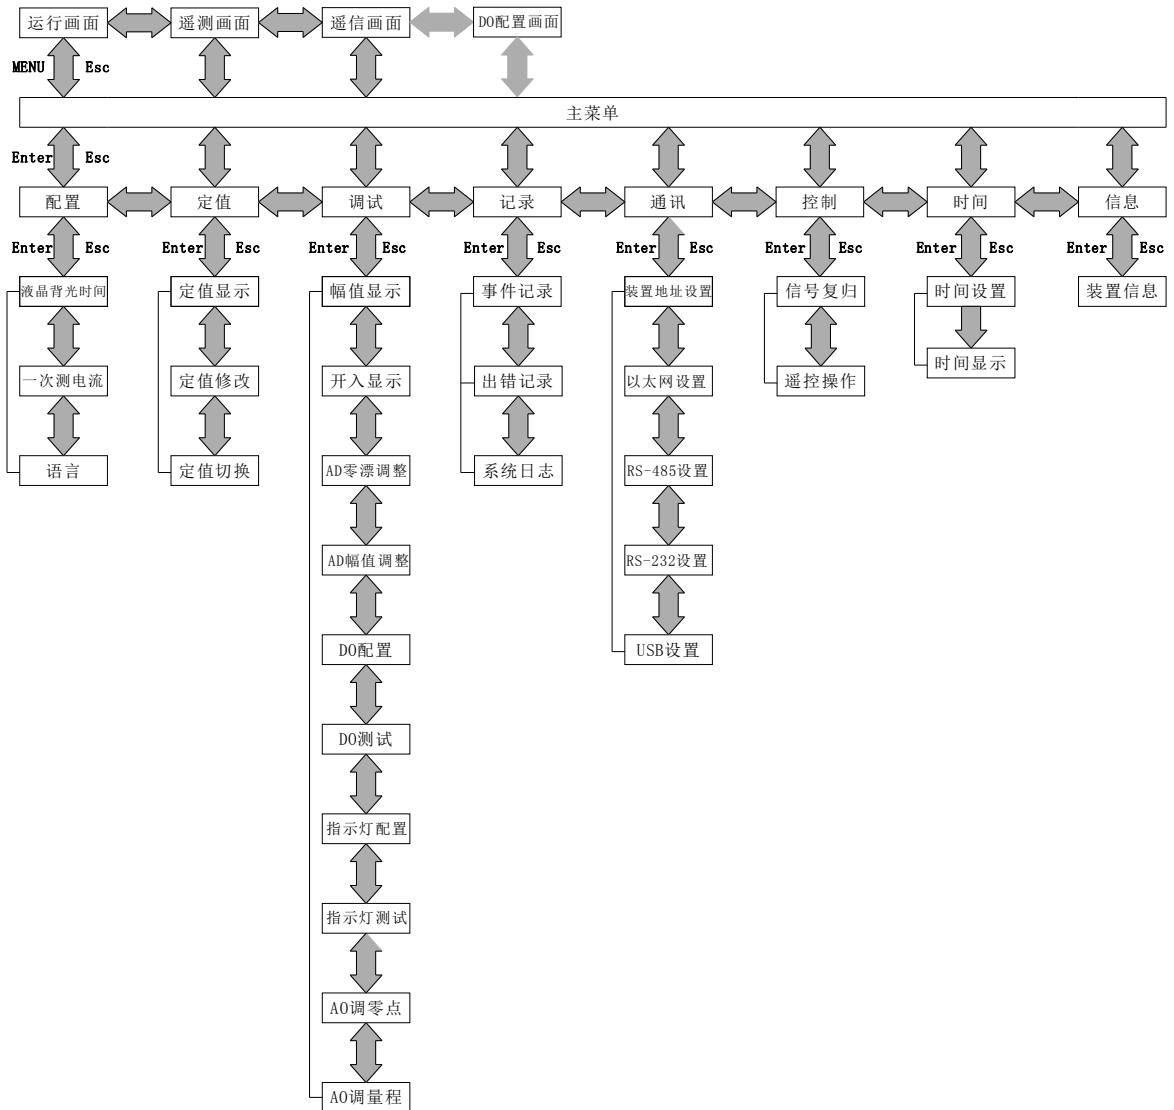 运行画面 遥测画面 遥信画面 DO配置画面
MENU Esc
主菜单
Enter Esc
配置 定值 调试 记录 通讯 控制 时间 信息
Enter Esc Enter Esc Enter Esc Enter Esc Enter Esc Enter Esc Enter Esc Enter Esc
液晶背光时间 定值显示 幅值显示 事件记录 装置地址设置 信号复归 时间设置 装置信息
时间显示
一次测电流 定值修改 开入显示 出错记录 以太网设置 遥控操作
语言 定值切换 AD零漂调整 系统日志 RS-485设置
AD幅值调整 RS-232设置
DO配置 USB设置
DO测试
指示灯配置
指示灯测试
AO调零点
AO调量程